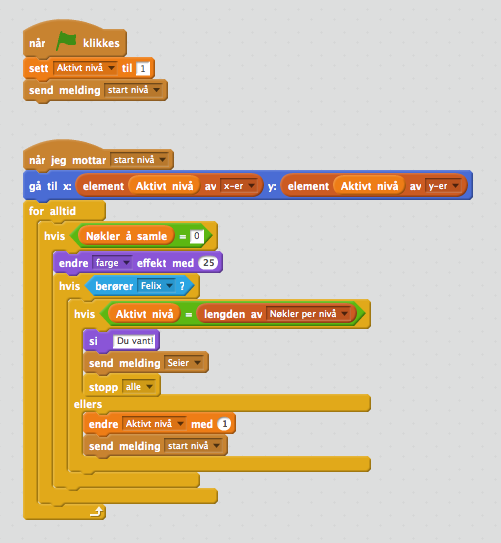 når klikkes
sett Aktivt nivå til 1
send melding start nivå
når jeg mottar start nivå
gå til x: element Aktivt nivå av x-er y: element Aktivt nivå av y-er
for alltid
hvis Nøkler å samle = 0
endre farge effekt med 25
hvis berører Felix ?
hvis Aktivt nivå = lengden av Nøkler per nivå
si Du vant!
send melding Seier
stopp alle
ellers
endre Aktivt nivå med 1
send melding start nivå